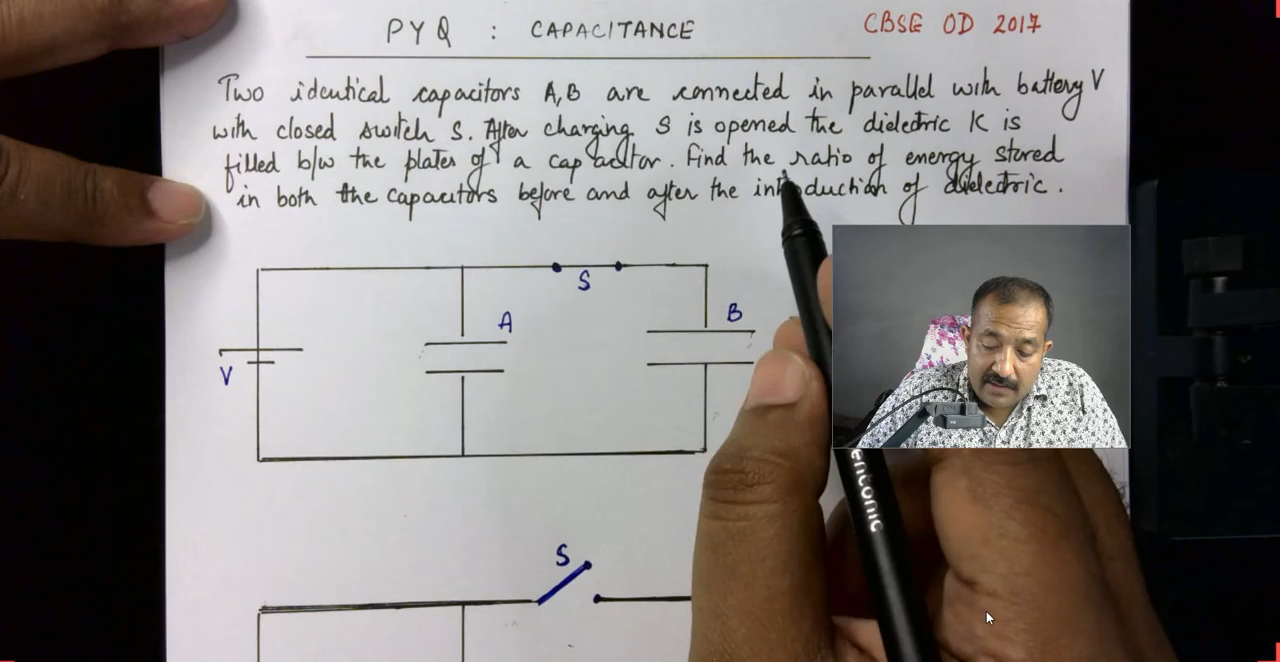 PYQ : CAPACITANCE
CBSE OD 2017
Two identical capacitors A, B are connected in parallel with battery V
with closed switch S. After charging S is opened the dielectric K is
filled b/w the plates of a capacitor. Find the ratio of energy stored
in both the capacitors before and after the introduction of dielectric.
S
A
B
V
S
entonic